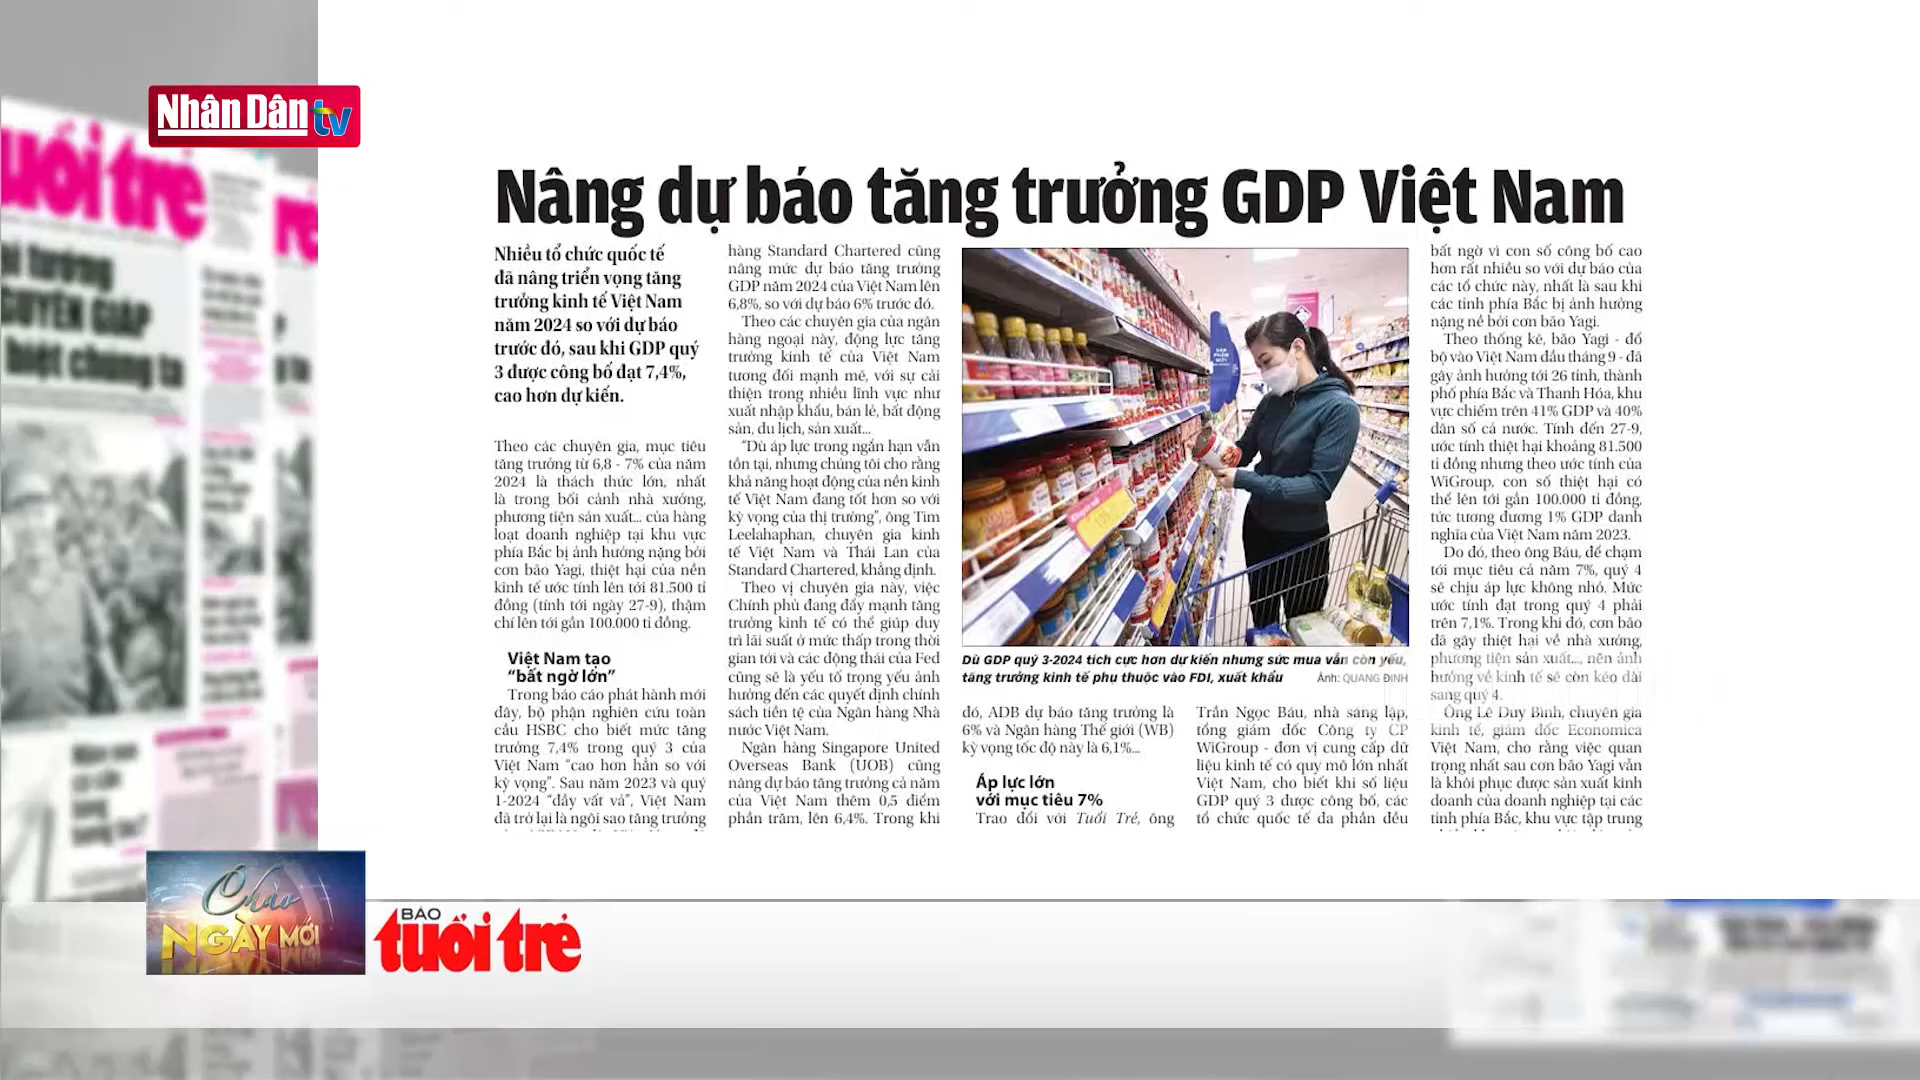 Nhân Dân tv
tuổi trẻ
Nâng dự báo tăng trưởng GDP Việt Nam
Nhiều tổ chức quốc tế
đã nâng triển vọng tăng
trưởng kinh tế Việt Nam
năm 2024 so với dự báo
trước đó, sau khi GDP quý
3 được công bố đạt 7,4%,
cao hơn dự kiến.
Theo các chuyên gia, mục tiêu
tăng trưởng từ 6,8 - 7% của năm
2024 là thách thức lớn, nhất
là trong bối cảnh nhà xưởng,
phương tiện sản xuất... của hàng
loạt doanh nghiệp tại khu vực
phía Bắc bị ảnh hưởng nặng bởi
cơn bão Yagi, thiệt hại của nền
kinh tế ước tính lên tới 81.500 tỉ
đồng (tính tới ngày 27-9), thậm
chí lên tới gần 100.000 tỉ đồng.
Việt Nam tạo
“bất ngờ lớn”
Trong báo cáo phát hành mới
đây, bộ phận nghiên cứu toàn
cầu HSBC cho biết mức tăng
trưởng 7,4% trong quý 3 của
Việt Nam “cao hơn hẳn so với
kỳ vọng”. Sau năm 2023 và quý
1-2024 “đầy vất vả”, Việt Nam
đã trở lại là ngôi sao tăng trưởng
hàng Standard Chartered cũng
nâng mức dự báo tăng trưởng
GDP năm 2024 của Việt Nam lên
6,8%, so với dự báo 6% trước đó.
Theo các chuyên gia của ngân
hàng ngoại này, động lực tăng
trưởng kinh tế của Việt Nam
tương đối mạnh mẽ, với sự cải
thiện trong nhiều lĩnh vực như
xuất nhập khẩu, bán lẻ, bất động
sản, du lịch, sản xuất...
“Dù áp lực trong ngắn hạn vẫn
tồn tại, nhưng chúng tôi cho rằng
khả năng hoạt động của nền kinh
tế Việt Nam đang tốt hơn so với
kỳ vọng của thị trường”, ông Tim
Leelahaphan, chuyên gia kinh
tế Việt Nam và Thái Lan của
Standard Chartered, khẳng định.
Theo vị chuyên gia này, việc
Chính phủ đang đẩy mạnh tăng
trưởng kinh tế có thể giúp duy
trì lãi suất ở mức thấp trong thời
gian tới và các động thái của Fed
cũng sẽ là yếu tố trọng yếu ảnh
hưởng đến các quyết định chính
sách tiền tệ của Ngân hàng Nhà
nước Việt Nam.
Ngân hàng Singapore United
Overseas Bank (UOB) cũng
nâng dự báo tăng trưởng cả năm
của Việt Nam thêm 0,5 điểm
phần trăm, lên 6,4%. Trong khi
Dù GDP quý 3-2024 tích cực hơn dự kiến nhưng sức mua vẫn còn yếu,
tăng trưởng kinh tế phụ thuộc vào FDI, xuất khẩu Ảnh: QUANG ĐỊNH
đó, ADB dự báo tăng trưởng là
6% và Ngân hàng Thế giới (WB)
kỳ vọng tốc độ này là 6,1%...
Áp lực lớn
với mục tiêu 7%
Trao đổi với Tuổi Trẻ, ông
Trần Ngọc Báu, nhà sáng lập,
tổng giám đốc Công ty CP
WiGroup - đơn vị cung cấp dữ
liệu kinh tế có quy mô lớn nhất
Việt Nam, cho biết khi số liệu
GDP quý 3 được công bố, các
tổ chức quốc tế đa phần đều
bất ngờ vì con số công bố cao
hơn rất nhiều so với dự báo của
các tổ chức này, nhất là sau khi
các tỉnh phía Bắc bị ảnh hưởng
nặng nề bởi cơn bão Yagi.
Theo thống kê, bão Yagi - đổ
bộ vào Việt Nam đầu tháng 9 - đã
gây ảnh hưởng tới 26 tỉnh, thành
phố phía Bắc và Thanh Hóa, khu
vực chiếm trên 41% GDP và 40%
dân số cả nước. Tính đến 27-9,
ước tính thiệt hại khoảng 81.500
tỉ đồng nhưng theo ước tính của
WiGroup, con số thiệt hại có
thể lên tới gần 100.000 tỉ đồng,
tức tương đương 1% GDP danh
nghĩa của Việt Nam năm 2023.
Do đó, theo ông Báu, để chạm
tới mục tiêu cả năm 7%, quý 4
sẽ chịu áp lực không nhỏ. Mức
ước tính đạt trong quý 4 phải
trên 7,1%. Trong khi đó, cơn bão
đã gây thiệt hại về nhà xưởng,
phương tiện sản xuất..., nên ảnh
hưởng về kinh tế sẽ còn kéo dài
sang quý 4.
Ông Lê Duy Bình, chuyên gia
kinh tế, giám đốc Economica
Việt Nam, cho rằng việc quan
trọng nhất sau cơn bão Yagi vẫn
là khôi phục được sản xuất kinh
doanh của doanh nghiệp tại các
tỉnh phía Bắc, khu vực tập trung
Chào
NGÀY MỚI
BÁO
tuổi trẻ